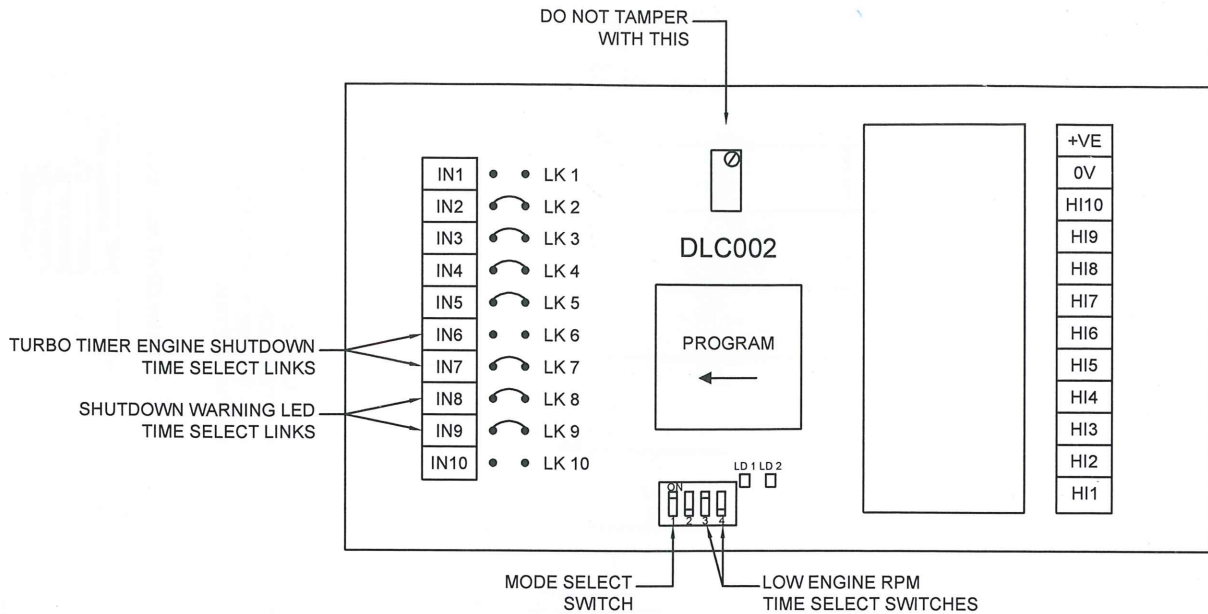 DO NOT TAMPER
WITH THIS
IN1 LK 1
IN2 LK 2
IN3 LK 3
IN4 LK 4
IN5 LK 5
IN6 LK 6
IN7 LK 7
IN8 LK 8
IN9 LK 9
IN10 LK 10
TURBO TIMER ENGINE SHUTDOWN
TIME SELECT LINKS
SHUTDOWN WARNING LED
TIME SELECT LINKS
DLC002
PROGRAM
LD 1 LD 2
ON
1 2 3 4
MODE SELECT
SWITCH
LOW ENGINE RPM
TIME SELECT SWITCHES
+VE
0V
HI10
HI9
HI8
HI7
HI6
HI5
HI4
HI3
HI2
HI1